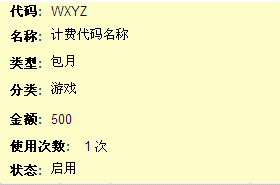 代码：WXYZ
名称：计费代码名称
类型：包月
分类：游戏
金额：500
使用次数： 1 次
状态：启用